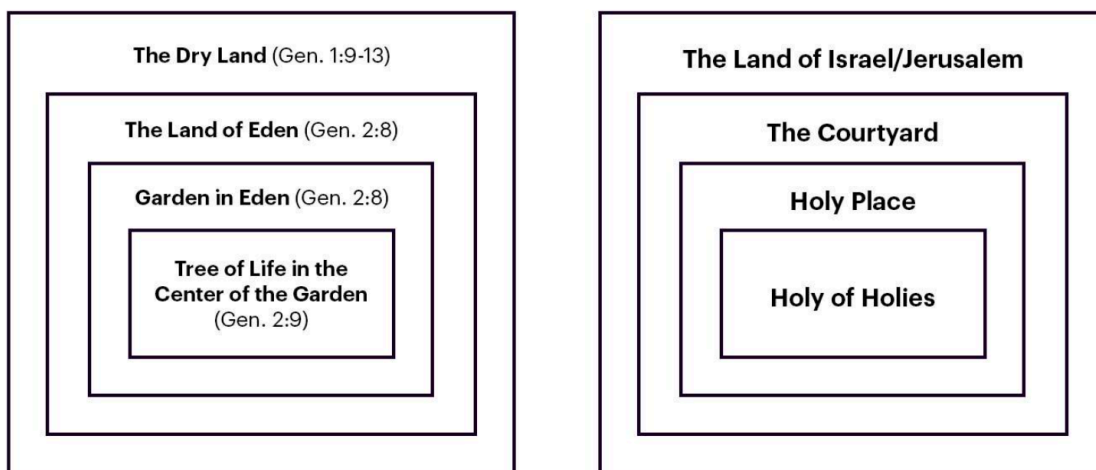 The Dry Land (Gen. 1:9-13)
The Land of Eden (Gen. 2:8)
Garden in Eden (Gen. 2:8)
Tree of Life in the
Center of the Garden
(Gen. 2:9)
The Land of Israel/Jerusalem
The Courtyard
Holy Place
Holy of Holies